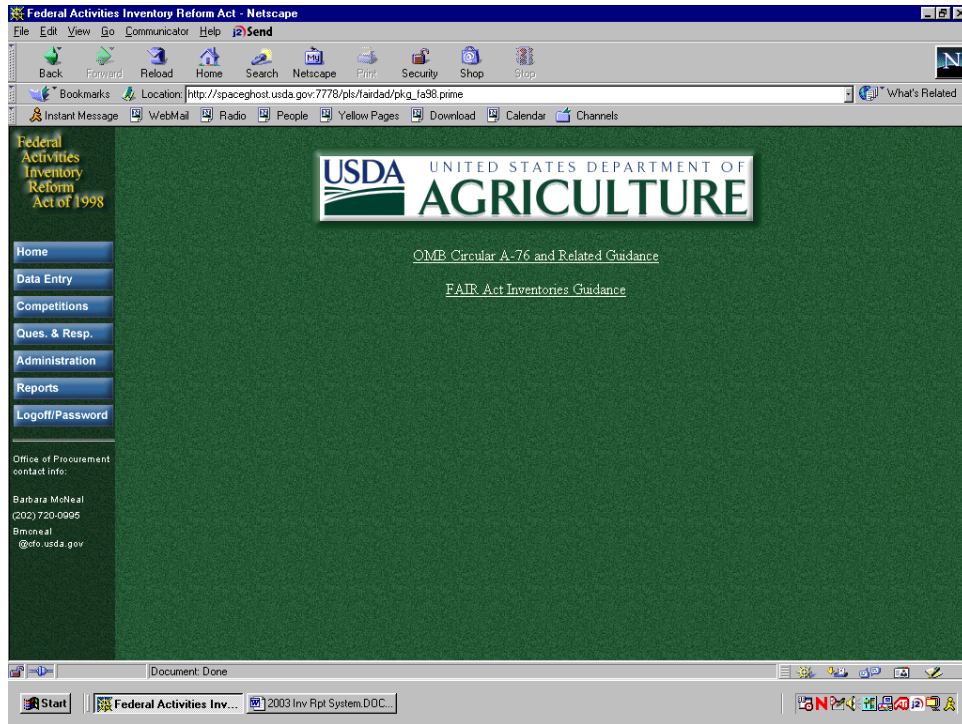 Federal Activities Inventory Reform Act - Netscape
File Edit View Go Communicator Help j2)Send
Back Forward Reload Home Search Netscape Print Security Shop Stop
My
N
Bookmarks Location: http://spaceghost.usda.gov:7778/pls/fairdad/pkg_fa98.prime What's Related
Instant Message WebMail Radio People Yellow Pages Download Calendar Channels
Federal
Activities
Inventory
Reform
Act of 1998
USDA UNITED STATES DEPARTMENT OF
AGRICULTURE
OMB Circular A-76 and Related Guidance
FAIR Act Inventories Guidance
Home
Data Entry
Competitions
Ques. & Resp.
Administration
Reports
Logoff/Password
Office of Procurement
contact info:
Barbara McNeal
(202) 720-0995
Bmcneal
@cfo.usda.gov
Document: Done
Start Federal Activities Inv... 2003 Inv Rpt System.DOC...